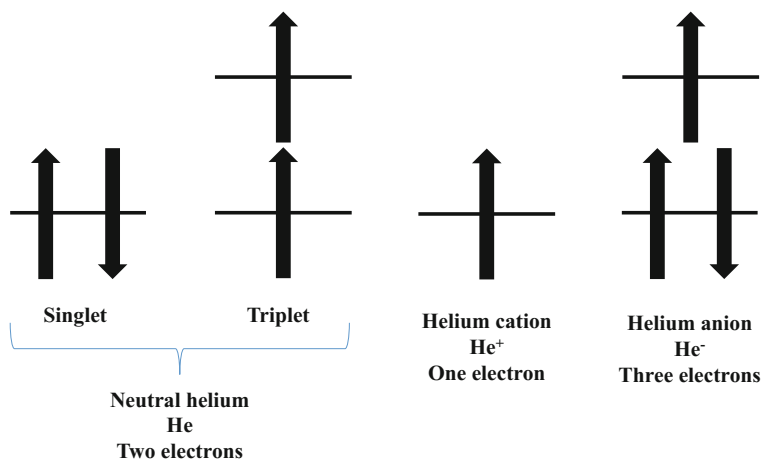 Singlet
Triplet
Neutral helium
He
Two electrons
Helium cation
He⁺
One electron
Helium anion
He⁻
Three electrons